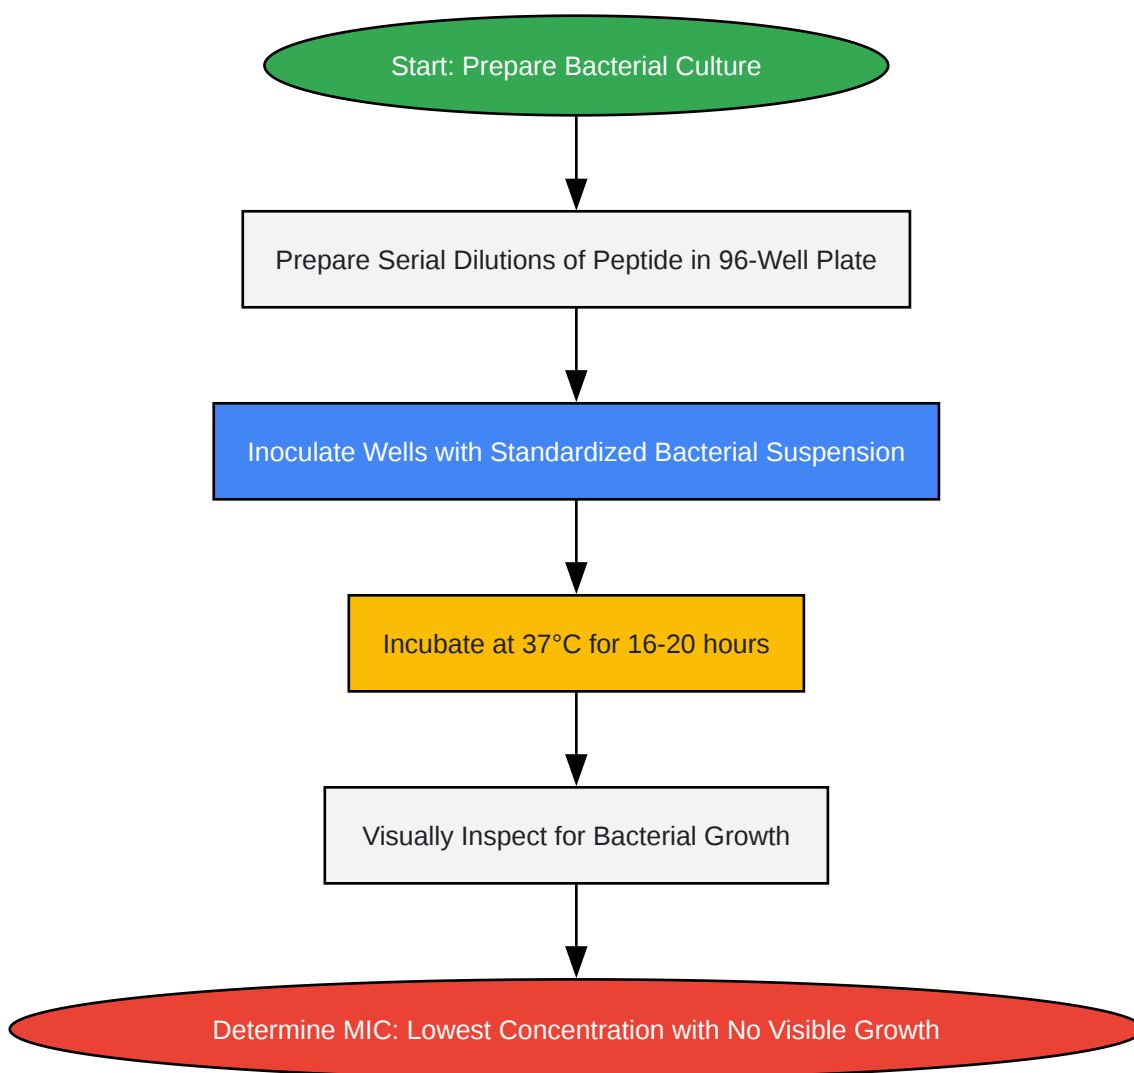 Start: Prepare Bacterial Culture
Prepare Serial Dilutions of Peptide in 96-Well Plate
Inoculate Wells with Standardized Bacterial Suspension
Incubate at 37°C for 16-20 hours
Visually Inspect for Bacterial Growth
Determine MIC: Lowest Concentration with No Visible Growth